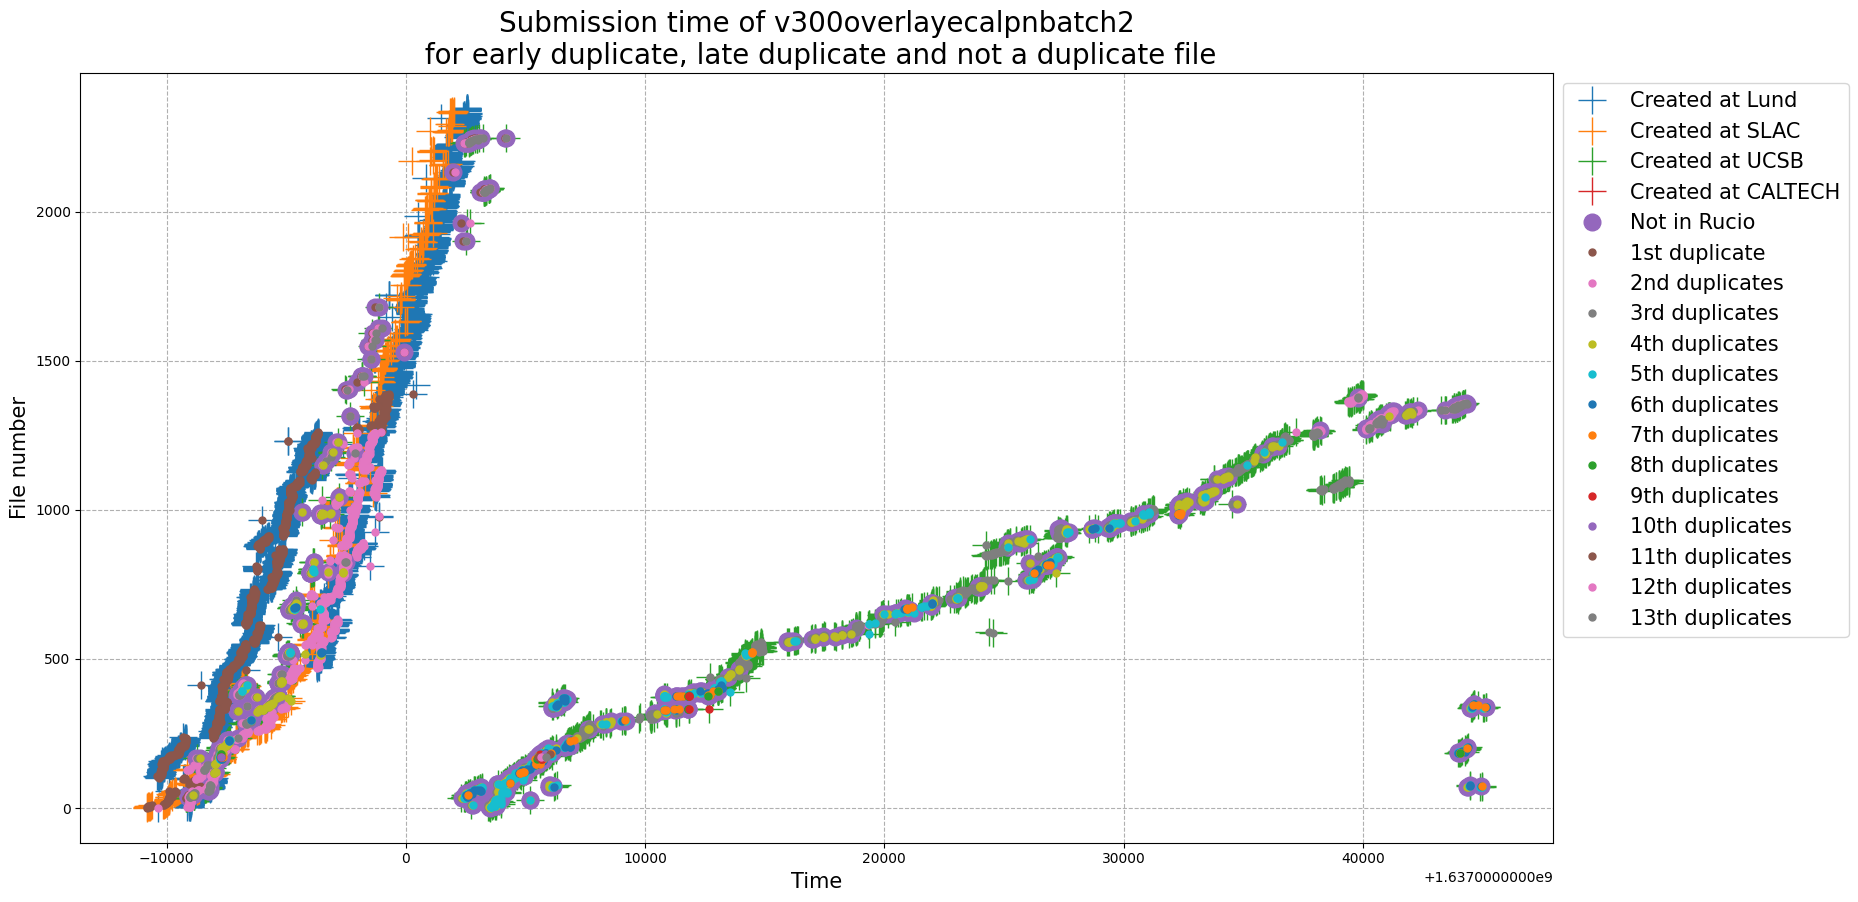 Submission time of v300overlayecalpnbatch2
for early duplicate, late duplicate and not a duplicate file
File number
2000
1500
1000
500
0
−10000
0
10000
20000
30000
40000
Time
+1.6370000000e9
Created at Lund
Created at SLAC
Created at UCSB
Created at CALTECH
Not in Rucio
1st duplicate
2nd duplicates
3rd duplicates
4th duplicates
5th duplicates
6th duplicates
7th duplicates
8th duplicates
9th duplicates
10th duplicates
11th duplicates
12th duplicates
13th duplicates